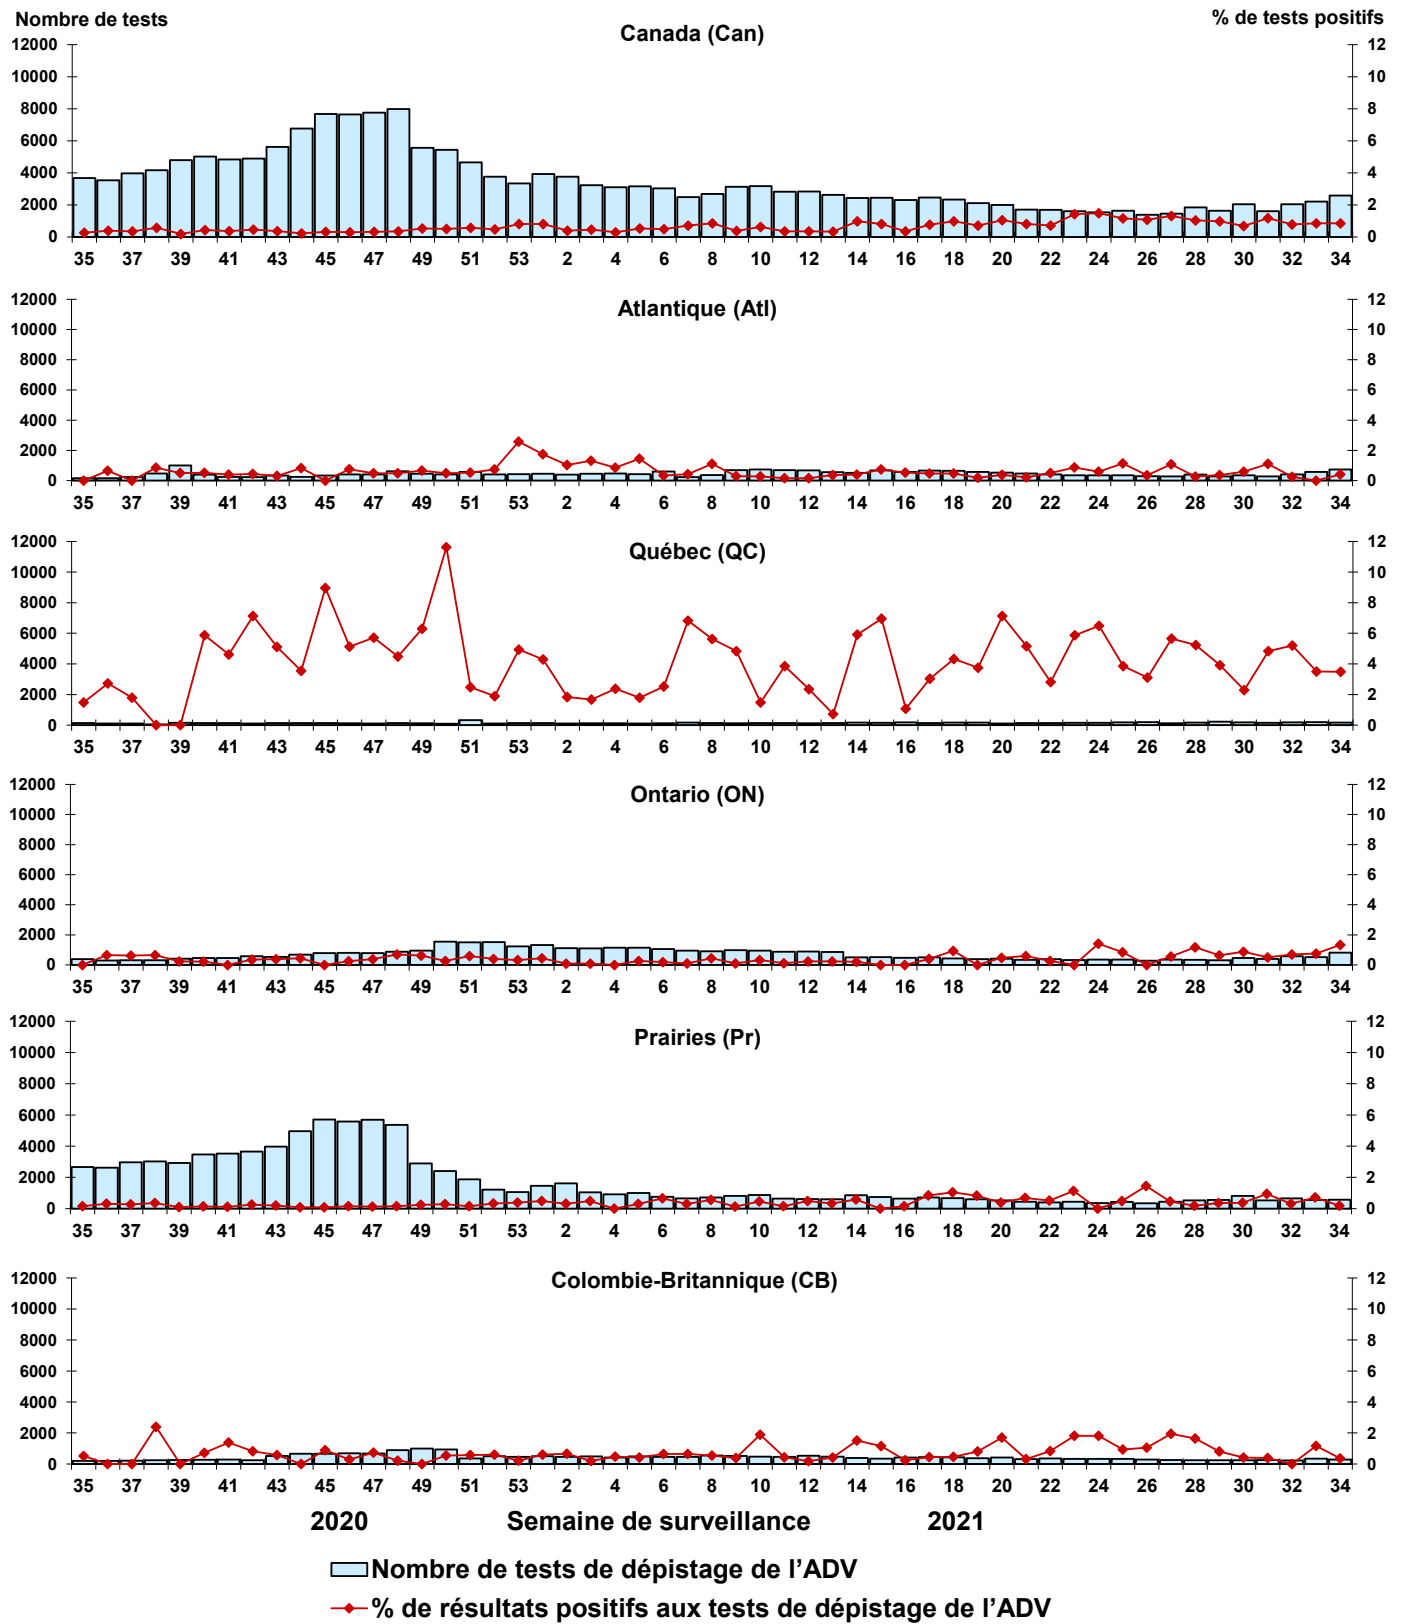 Nombre de tests % de tests positifs
Canada (Can)
12000 12
10000 10
8000 8
6000 6
4000 4
2000 2
0 0
35 37 39 41 43 45 47 49 51 53 2 4 6 8 10 12 14 16 18 20 22 24 26 28 30 32 34
Atlantique (Atl)
12000 12
10000 10
8000 8
6000 6
4000 4
2000 2
0 0
35 37 39 41 43 45 47 49 51 53 2 4 6 8 10 12 14 16 18 20 22 24 26 28 30 32 34
Québec (QC)
12000 12
10000 10
8000 8
6000 6
4000 4
2000 2
0 0
35 37 39 41 43 45 47 49 51 53 2 4 6 8 10 12 14 16 18 20 22 24 26 28 30 32 34
Ontario (ON)
12000 12
10000 10
8000 8
6000 6
4000 4
2000 2
0 0
35 37 39 41 43 45 47 49 51 53 2 4 6 8 10 12 14 16 18 20 22 24 26 28 30 32 34
Prairies (Pr)
12000 12
10000 10
8000 8
6000 6
4000 4
2000 2
0 0
35 37 39 41 43 45 47 49 51 53 2 4 6 8 10 12 14 16 18 20 22 24 26 28 30 32 34
Colombie-Britannique (CB)
12000 12
10000 10
8000 8
6000 6
4000 4
2000 2
0 0
35 37 39 41 43 45 47 49 51 53 2 4 6 8 10 12 14 16 18 20 22 24 26 28 30 32 34
2020 Semaine de surveillance 2021
Nombre de tests de dépistage de l’ADV
% de résultats positifs aux tests de dépistage de l’ADV